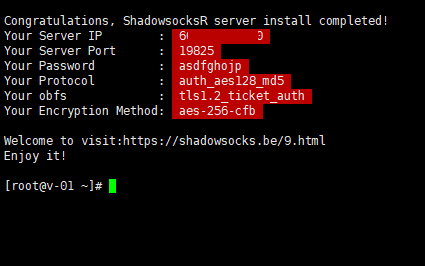 Congratulations, ShadowsocksR server install completed!
Your Server IP        :
Your Server Port      :  19825
Your Password         :  asdfghojp
Your Protocol         :  auth_aes128_md5
Your obfs             :  tls1.2_ticket_auth
Your Encryption Method:  aes-256-cfb
Welcome to visit:https://shadowsocks.be/9.html
Enjoy it!
[root@v-01 ~]#